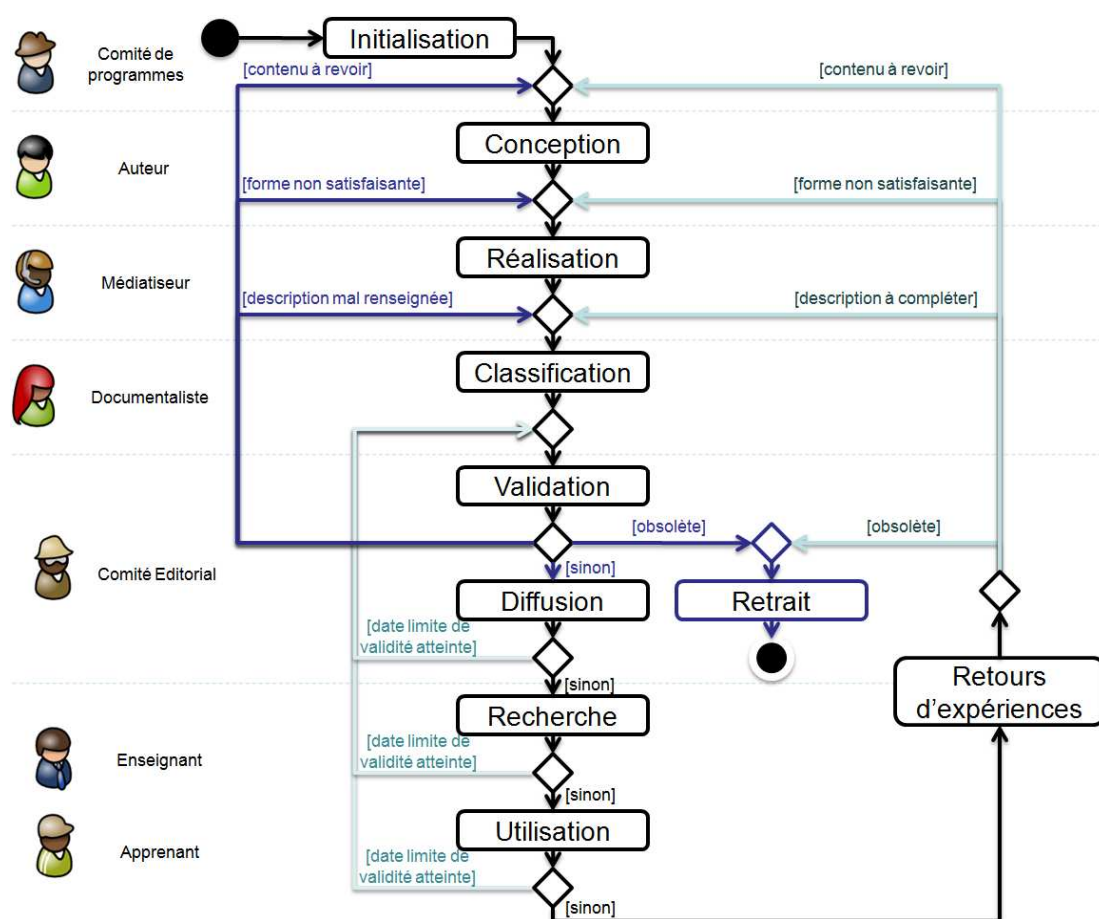 Initialisation
Comité de
programmes
[contenu à revoir]
[contenu à revoir]
Conception
Auteur
[forme non satisfaisante]
[forme non satisfaisante]
Réalisation
Médiatiseur
[description mal renseignée]
[description à compléter]
Classification
Documentaliste
Validation
[obsolète]
[obsolète]
Comité Editorial
[sinon]
Diffusion
Retrait
[date limite de
validité atteinte]
[sinon]
Retours
d'expériences
Recherche
Enseignant
[date limite de
validité atteinte]
[sinon]
Utilisation
Apprenant
[date limite de
validité atteinte]
[sinon]